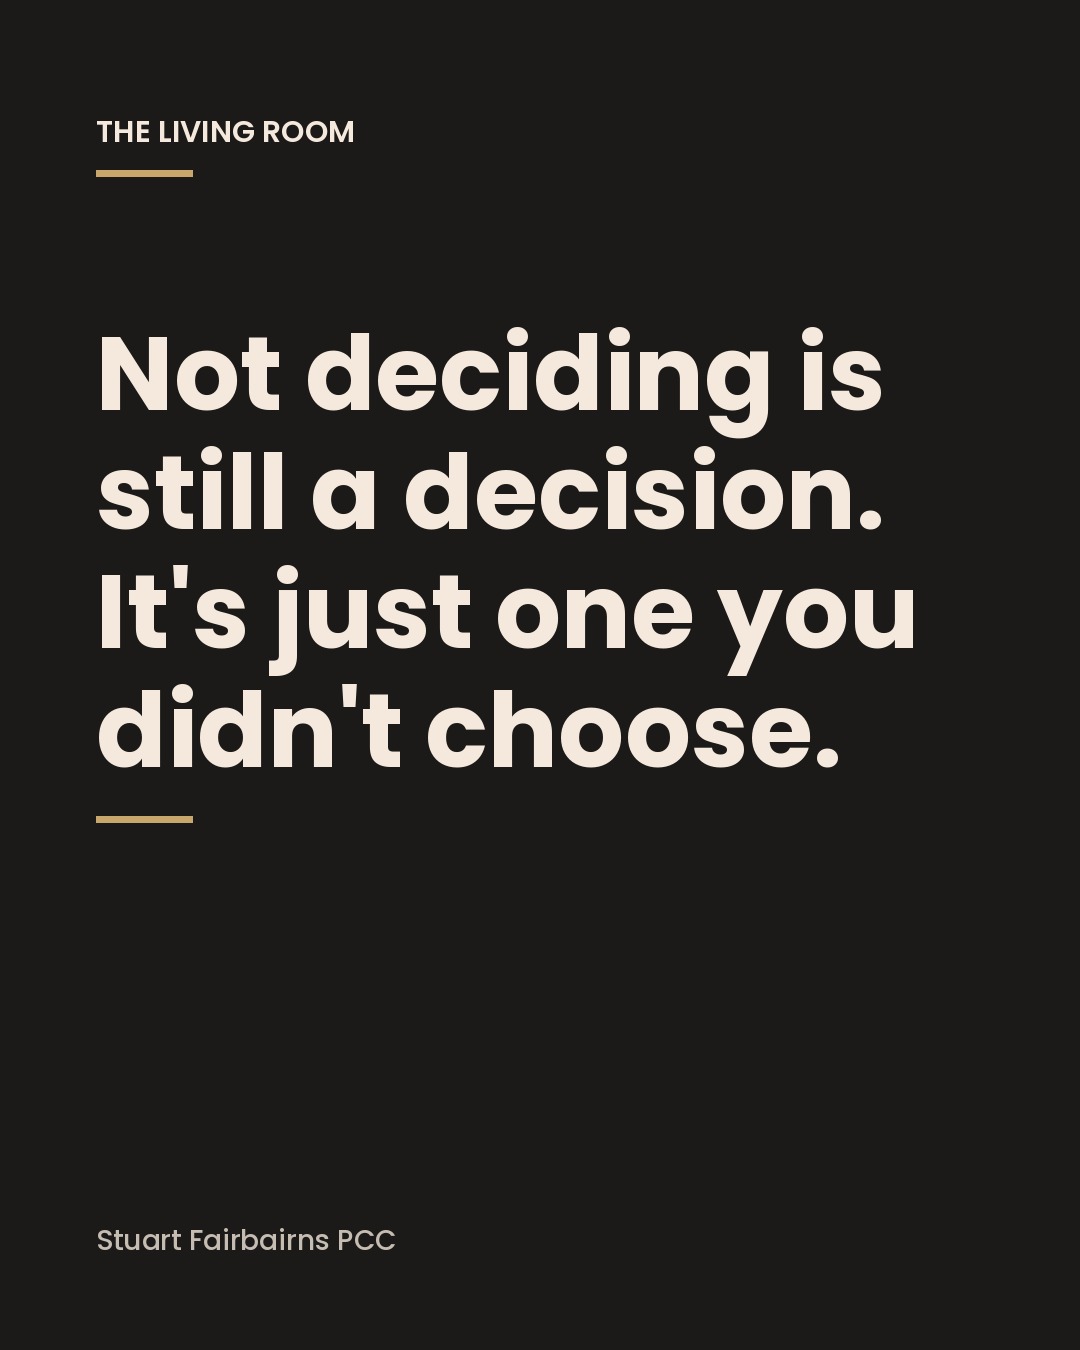 THE LIVING ROOM
Not deciding is
still a decision.
It's just one you
didn't choose.
Stuart Fairbairns PCC